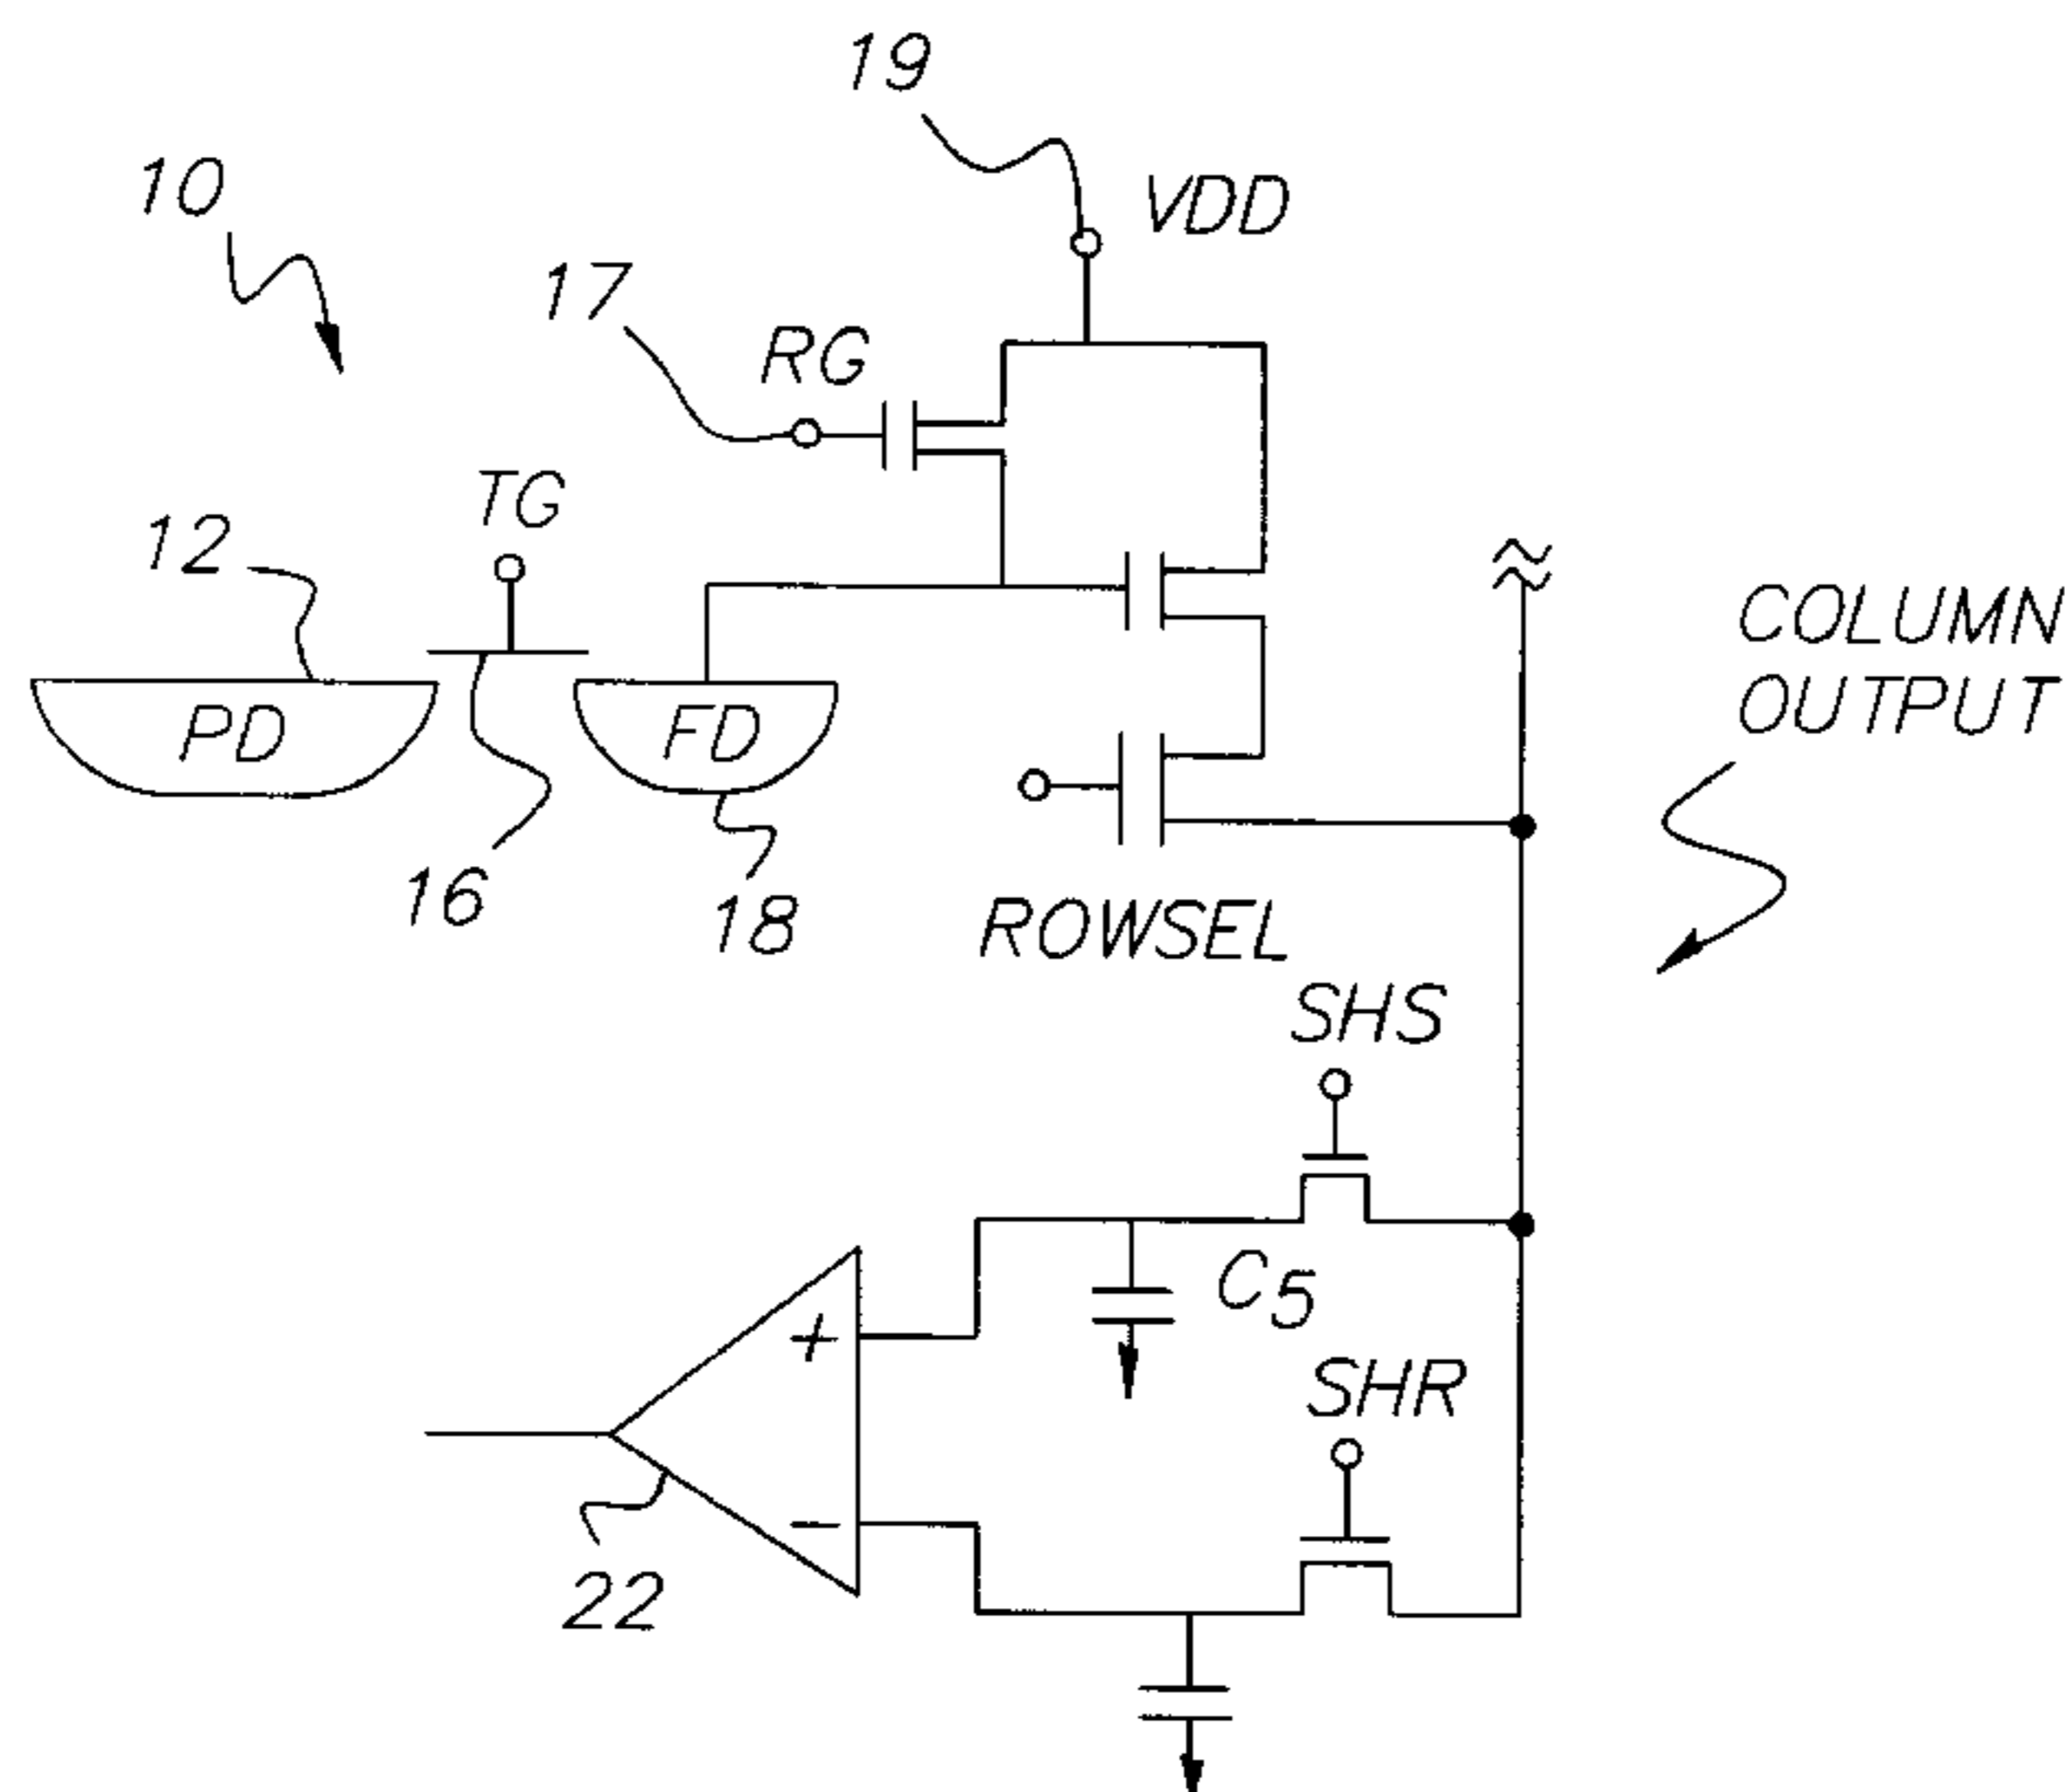 19
10
VDD
17
RG
TG
12
COLUMN
OUTPUT
PD
FD
16
18
ROWSEL
SHS
C5
+
SHR
−
22